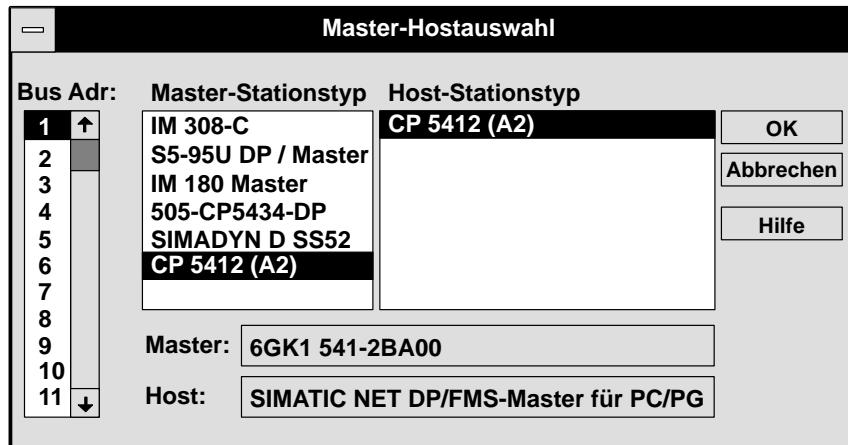 Master-Hostauswahl
Bus Adr:
1
2
3
4
5
6
7
8
9
10
11
Master-Stationstyp
IM 308-C
S5-95U DP / Master
IM 180 Master
505-CP5434-DP
SIMADYN D SS52
CP 5412 (A2)
Host-Stationstyp
CP 5412 (A2)
OK
Abbrechen
Hilfe
Master: 6GK1 541-2BA00
Host: SIMATIC NET DP/FMS-Master für PC/PG